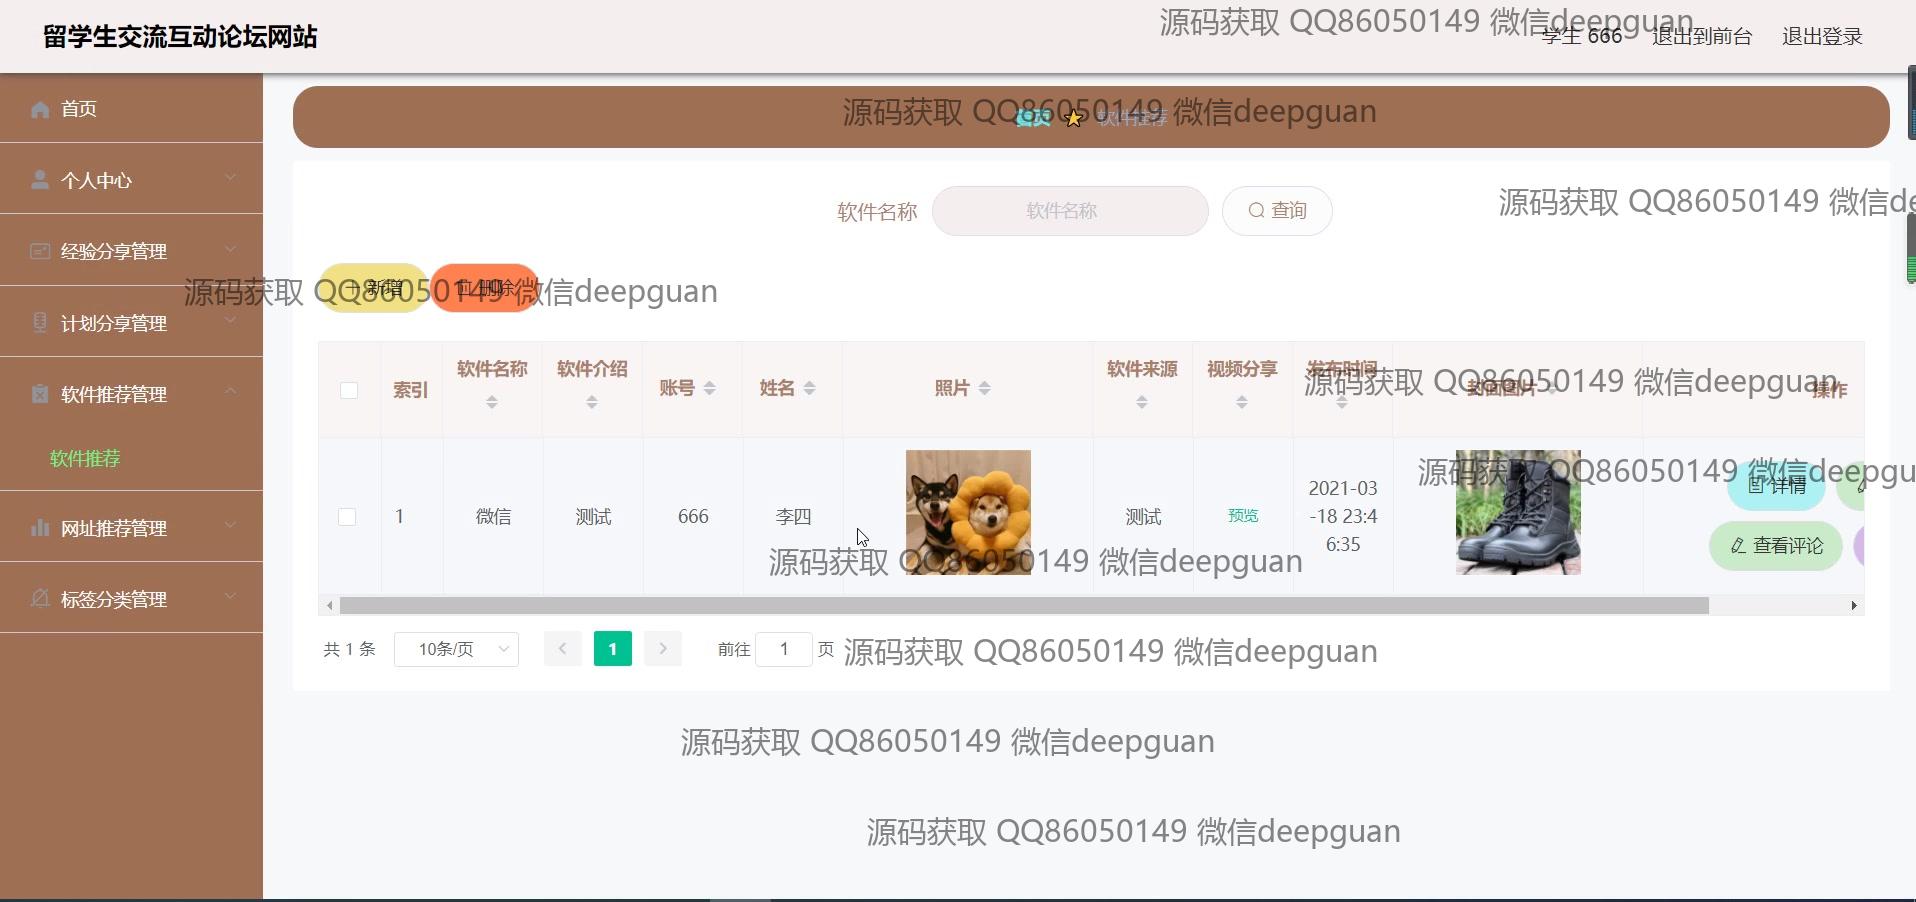 源码获取 QQ86050149 微信deepguan
留学生交流互动论坛网站
学生 666 退出到前台 退出登录
首页
源码获取 QQ86050149 微信deepguan
首页 软件推荐
个人中心
源码获取 QQ86050149 微信de
软件名称 软件名称 查询
经验分享管理
新增 删除
源码获取 QQ86050149 微信deepguan
计划分享管理
软件名称 软件介绍 账号 姓名 照片 软件来源 视频分享 发布时间 封面图片 操作
索引
源码获取 QQ86050149 微信deepguan
软件推荐管理
软件推荐
源码获取 QQ86050149 微信deepgu
详情
1 微信 测试 666 李四 测试 预览 2021-03
-18 23:4
6:35
网址推荐管理
查看评论
源码获取 QQ86050149 微信deepguan
标签分类管理
共 1 条 10条/页 1 前往 1 页
源码获取 QQ86050149 微信deepguan
源码获取 QQ86050149 微信deepguan
源码获取 QQ86050149 微信deepguan